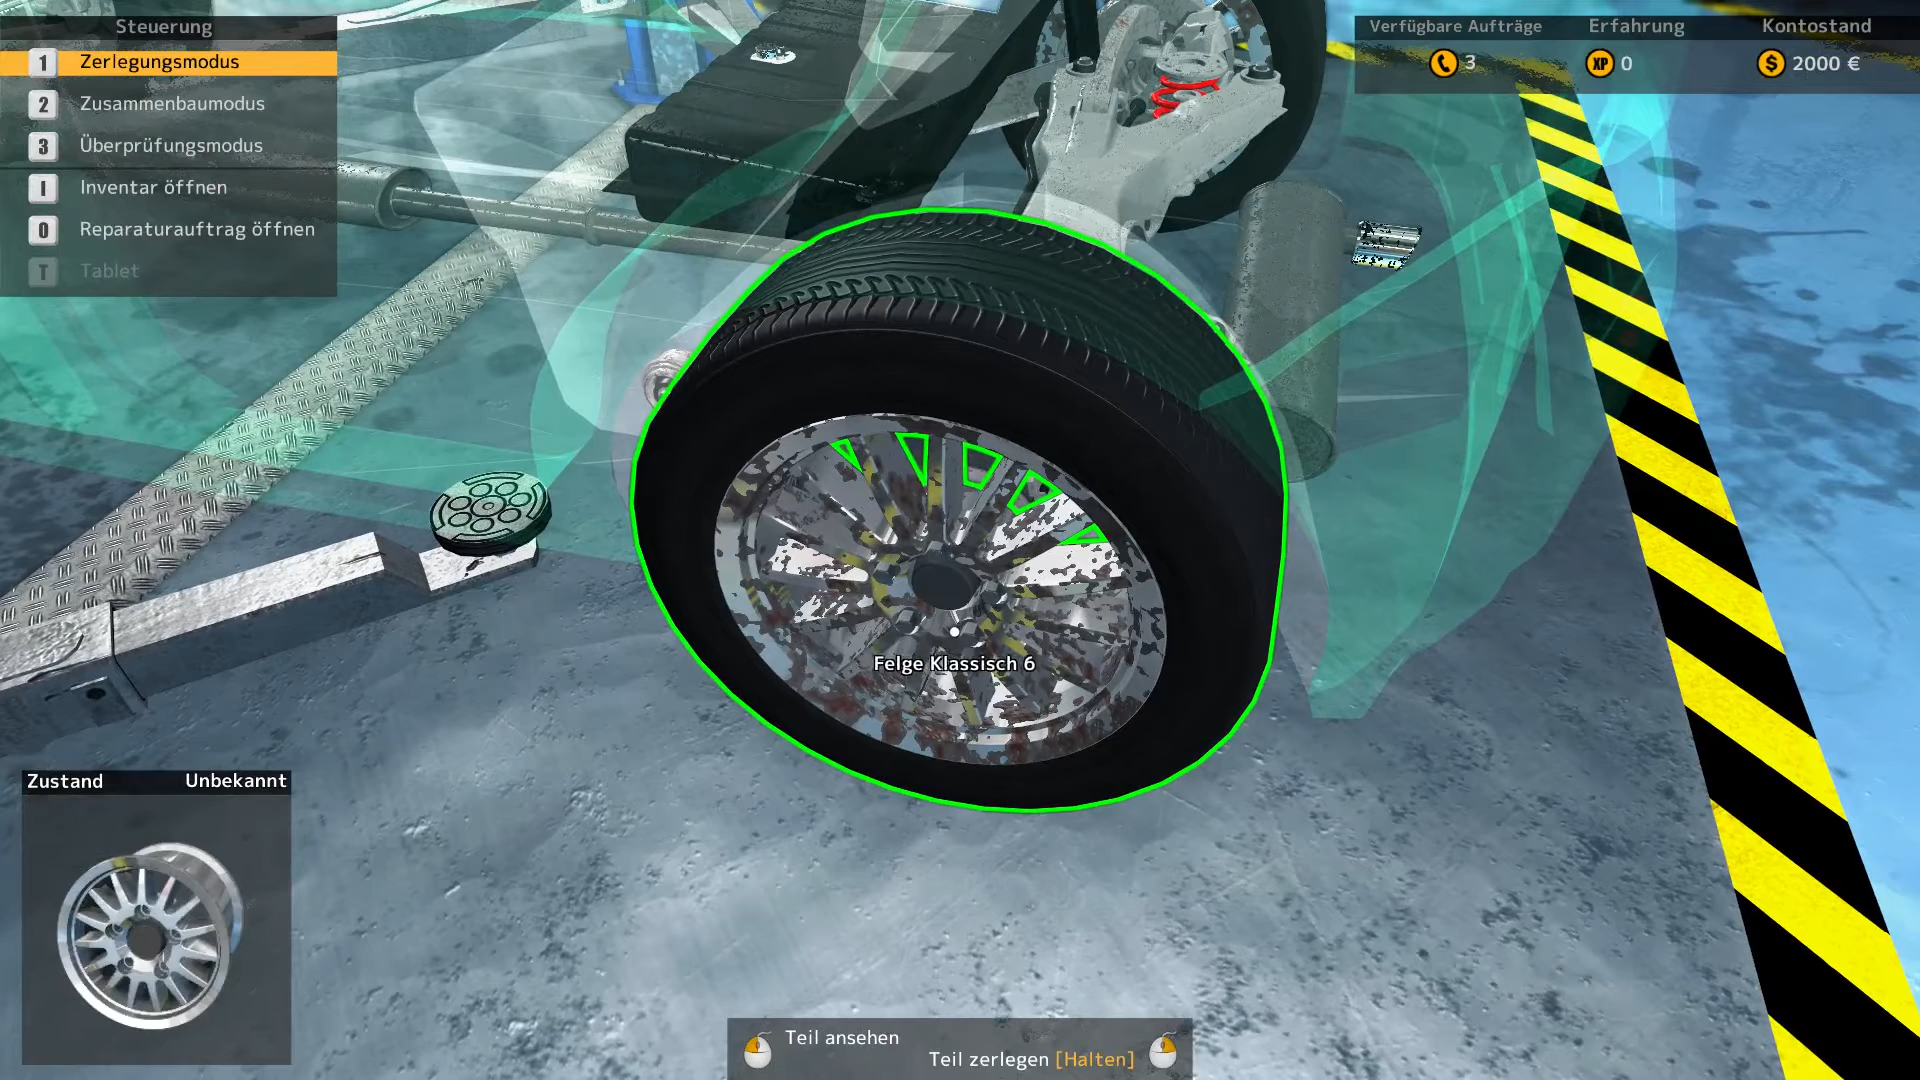 Steuerung
1 Zerlegungsmodus
2 Zusammenbaumodus
3 Überprüfungsmodus
I Inventar öffnen
O Reparaturauftrag öffnen
T Tablet
Verfügbare Aufträge Erfahrung Kontostand
3 XP 0 $ 2000 €
Felge Klassisch 6
Zustand Unbekannt
Teil ansehen
Teil zerlegen [Halten]